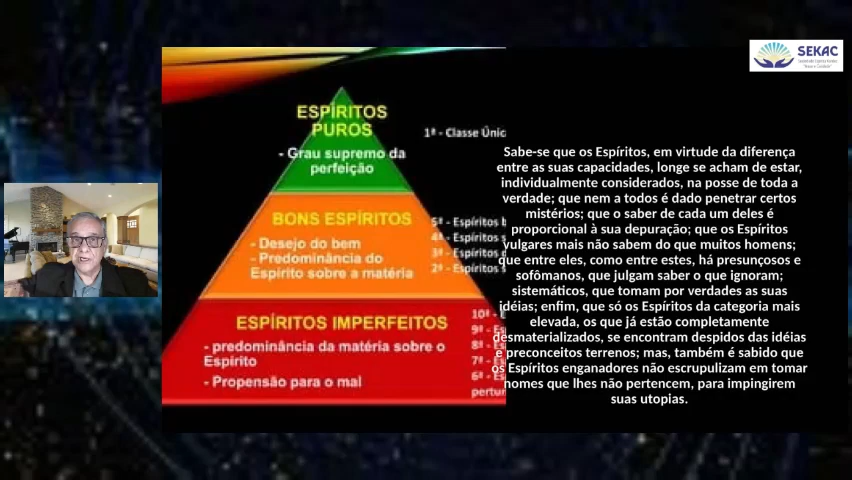 SEKAC
ESPÍRITOS
PUROS
- Grau supremo da
perfeição
1ª - Classe Únic
BONS ESPÍRITOS
- Desejo do bem
- Predominância do
Espírito sobre a matéria
5ª - Espíritos
4ª - Espíritos
3ª - Espíritos
2ª - Espíritos
ESPÍRITOS IMPERFEITOS
- predominância da matéria sobre o
Espírito
- Propensão para o mal
10ª -
9ª -
8ª -
7ª -
6ª -
pertur
Sabe-se que os Espíritos, em virtude da diferença
entre as suas capacidades, longe se acham de estar,
individualmente considerados, na posse de toda a
verdade; que nem a todos é dado penetrar certos
mistérios; que o saber de cada um deles é
proporcional à sua depuração; que os Espíritos
vulgares mais não sabem do que muitos homens;
que entre eles, como entre estes, há presunçosos e
sofômanos, que julgam saber o que ignoram;
sistemáticos, que tomam por verdades as suas
idéias; enfim, que só os Espíritos da categoria mais
elevada, os que já estão completamente
desmaterializados, se encontram despidos das idéias
e preconceitos terrenos; mas, também é sabido que
os Espíritos enganadores não escrupulizam em tomar
nomes que lhes não pertencem, para impingirem
suas utopias.